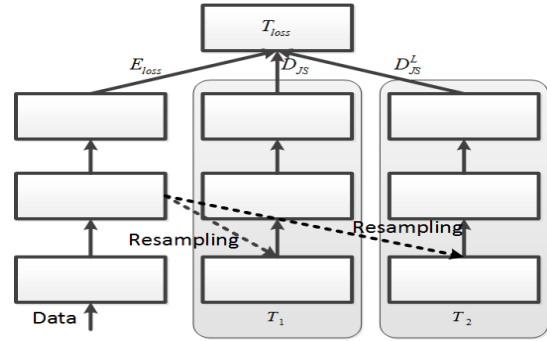 T_loss
E_loss
D_JS
D_JS^L
Resampling
Resampling
Data
T_1
T_2